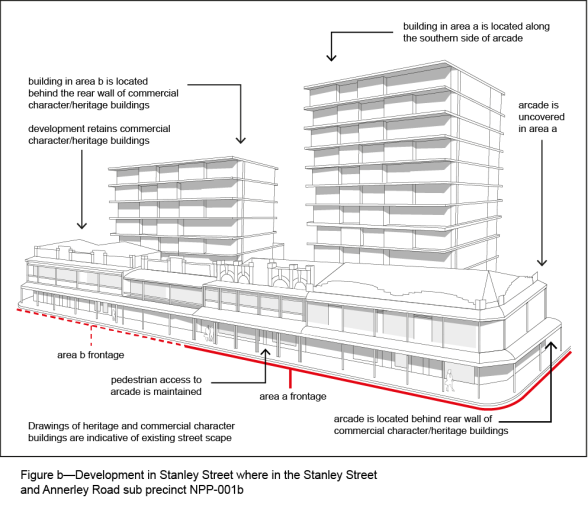 building in area a is located along
the southern side of arcade
building in area b is located
behind the rear wall of commercial
character/heritage buildings
development retains commercial
character/heritage buildings
arcade is
uncovered
in area a
area b frontage
pedestrian access to
arcade is maintained
area a frontage
arcade is located behind rear wall of
commercial character/heritage buildings
Drawings of heritage and commercial character
buildings are indicative of existing street scape
Figure b—Development in Stanley Street where in the Stanley Street
and Annerley Road sub precinct NPP-001b